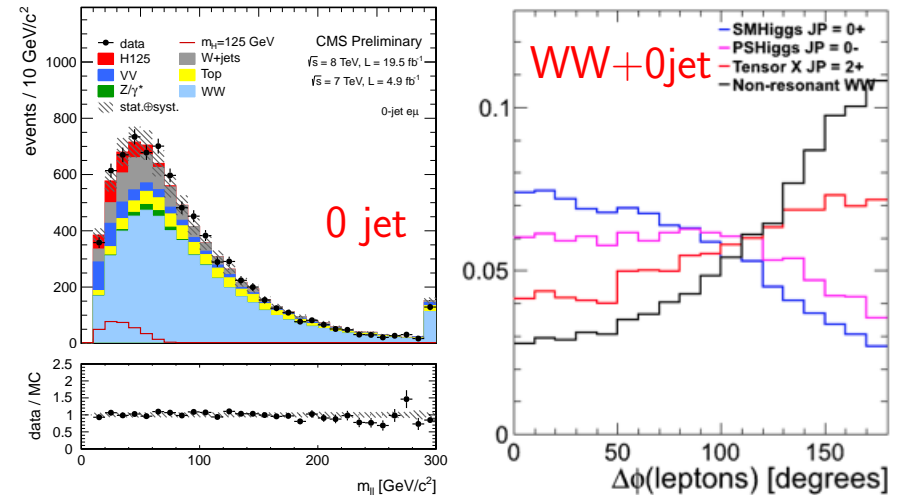 events / 10 GeV/c²
1000
800
600
400
200
0
data
H125
VV
Z/γ*
stat.⊕syst.
m_H=125 GeV
W+jets
Top
WW
CMS Preliminary
√s = 8 TeV, L = 19.5 fb⁻¹
√s = 7 TeV, L = 4.9 fb⁻¹
0-jet eμ
0 jet
data / MC
2.5
2
1.5
1
0.5
0
0 100 200 300
m_ll [GeV/c²]
WW+0jet
SMHiggs JP = 0+
PSHiggs JP = 0-
Tensor X JP = 2+
Non-resonant WW
0.1
0.05
0
0 50 100 150
Δϕ(leptons) [degrees]